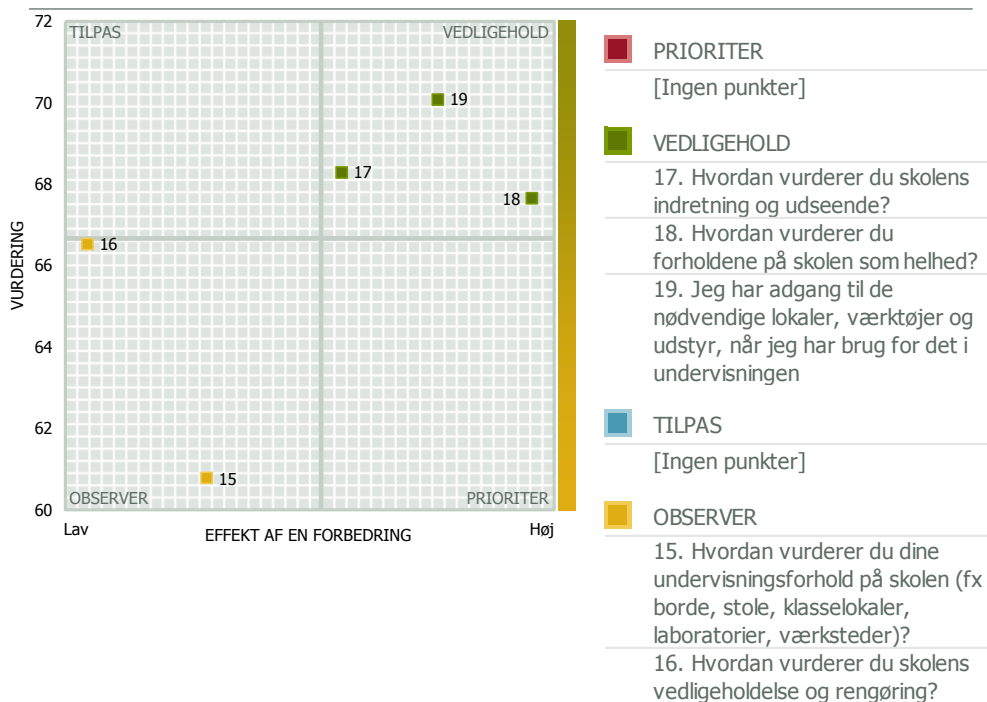 72
70
68
66
64
62
60
VURDERING
TILPAS
VEDLIGEHOLD
19
17
18
16
15
OBSERVER
PRIORITER
Lav
EFFEKT AF EN FORBEDRING
Høj
PRIORITER
[Ingen punkter]
VEDLIGEHOLD
17. Hvordan vurderer du skolens
indretning og udseende?
18. Hvordan vurderer du
forholdene på skolen som helhed?
19. Jeg har adgang til de
nødvendige lokaler, værktøjer og
udstyr, når jeg har brug for det i
undervisningen
TILPAS
[Ingen punkter]
OBSERVER
15. Hvordan vurderer du dine
undervisningsforhold på skolen (fx
borde, stole, klasselokaler,
laboratorier, værksteder)?
16. Hvordan vurderer du skolens
vedligeholdelse og rengøring?